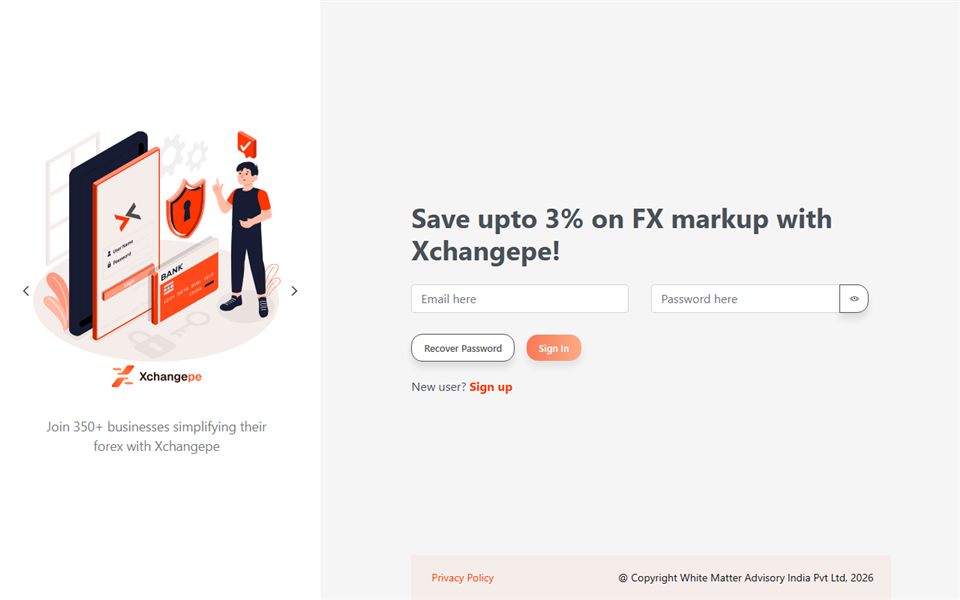 User Name
Password
BANK
Xchangepe
Join 350+ businesses simplifying their
forex with Xchangepe
Save upto 3% on FX markup with
Xchangepe!
Email here
Password here
Recover Password
Sign In
New user? Sign up
Privacy Policy
@ Copyright White Matter Advisory India Pvt Ltd, 2026